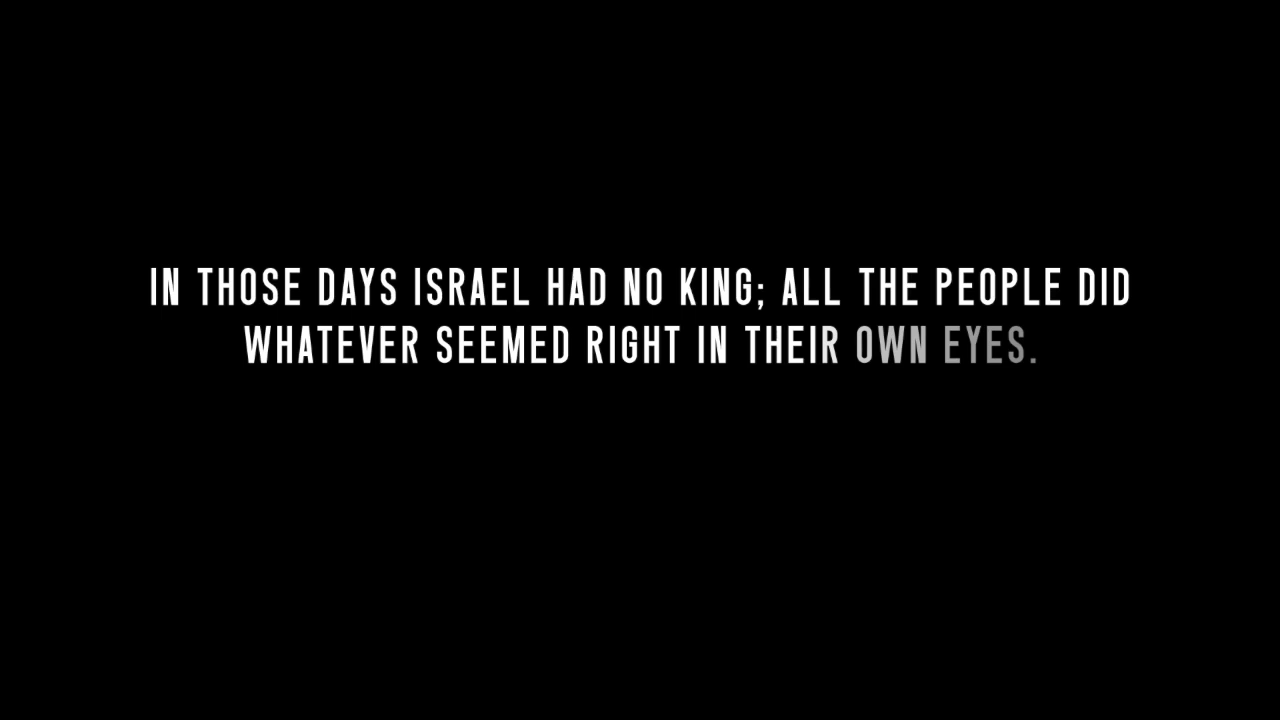 IN THOSE DAYS ISRAEL HAD NO KING; ALL THE PEOPLE DID
WHATEVER SEEMED RIGHT IN THEIR OWN EYES.